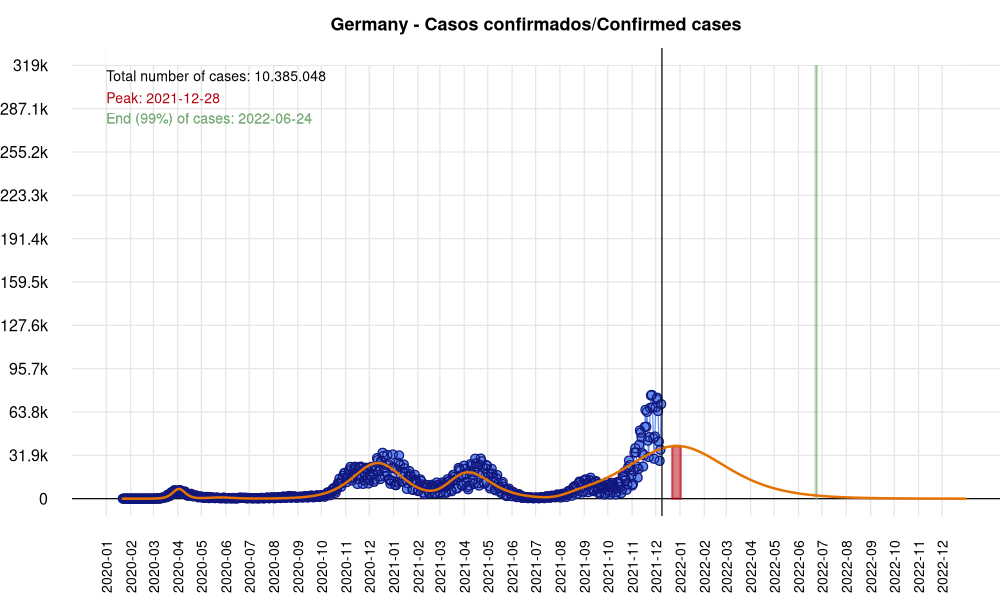 Germany - Casos confirmados/Confirmed cases
Total number of cases: 10.385.048
Peak: 2021-12-28
End (99%) of cases: 2022-06-24
319k
287.1k
255.2k
223.3k
191.4k
159.5k
127.6k
95.7k
63.8k
31.9k
0
2020-01
2020-02
2020-03
2020-04
2020-05
2020-06
2020-07
2020-08
2020-09
2020-10
2020-11
2020-12
2021-01
2021-02
2021-03
2021-04
2021-05
2021-06
2021-07
2021-08
2021-09
2021-10
2021-11
2021-12
2022-01
2022-02
2022-03
2022-04
2022-05
2022-06
2022-07
2022-08
2022-09
2022-10
2022-11
2022-12